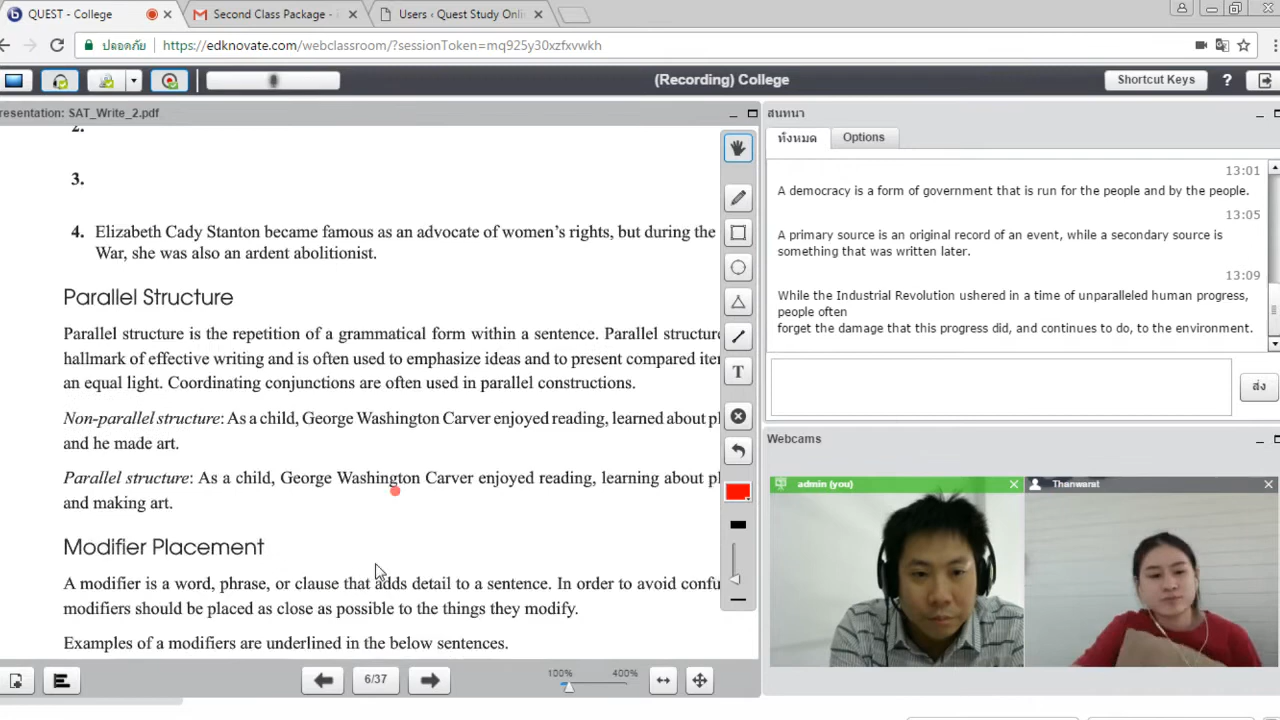 QUEST - College
Second Class Package -
Users ‹ Quest Study Onli
ปลอดภัย
https://edknovate.com/webclassroom/?sessionToken=mq925y30xzfxvwkh
(Recording) College
Shortcut Keys
?
resentation: SAT_Write_2.pdf
2.
3.
4. Elizabeth Cady Stanton became famous as an advocate of women's rights, but during the
War, she was also an ardent abolitionist.
Parallel Structure
Parallel structure is the repetition of a grammatical form within a sentence. Parallel structure
hallmark of effective writing and is often used to emphasize ideas and to present compared iter
an equal light. Coordinating conjunctions are often used in parallel constructions.
Non-parallel structure: As a child, George Washington Carver enjoyed reading, learned about pl
and he made art.
Parallel structure: As a child, George Washington Carver enjoyed reading, learning about pl
and making art.
Modifier Placement
A modifier is a word, phrase, or clause that adds detail to a sentence. In order to avoid confu
modifiers should be placed as close as possible to the things they modify.
Examples of a modifiers are underlined in the below sentences.
T
6/37
100%
400%
สนทนา
ทั้งหมด
Options
13:01
A democracy is a form of government that is run for the people and by the people.
13:05
A primary source is an original record of an event, while a secondary source is
something that was written later.
13:09
While the Industrial Revolution ushered in a time of unparalleled human progress,
people often
forget the damage that this progress did, and continues to do, to the environment.
ส่ง
Webcams
admin (you)
Thanwarat